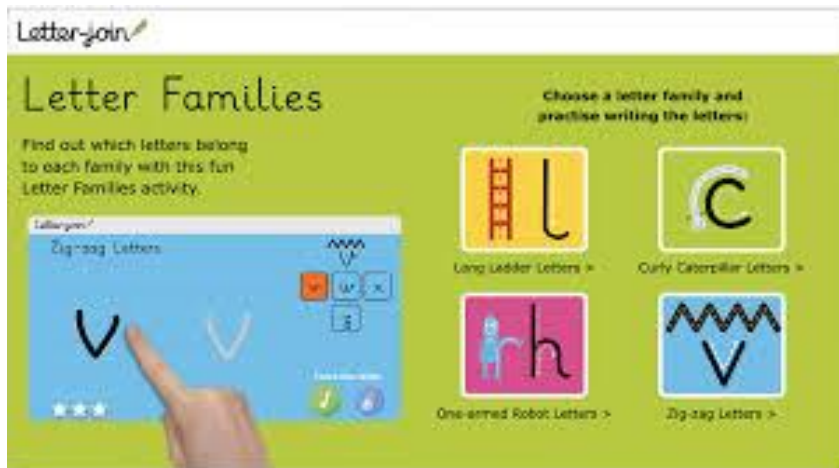 Letter-join
Letter Families
Find out which letters belong
to each family with this fun
Letter Families activity.
Letter-join
Zig-zag Letters
v w x
z
v v
Choose a letter family and
practise writing the letters:
l
Long Ladder Letters >
c
Curly Caterpillar Letters >
h
One-armed Robot Letters >
v
Zig-zag Letters >